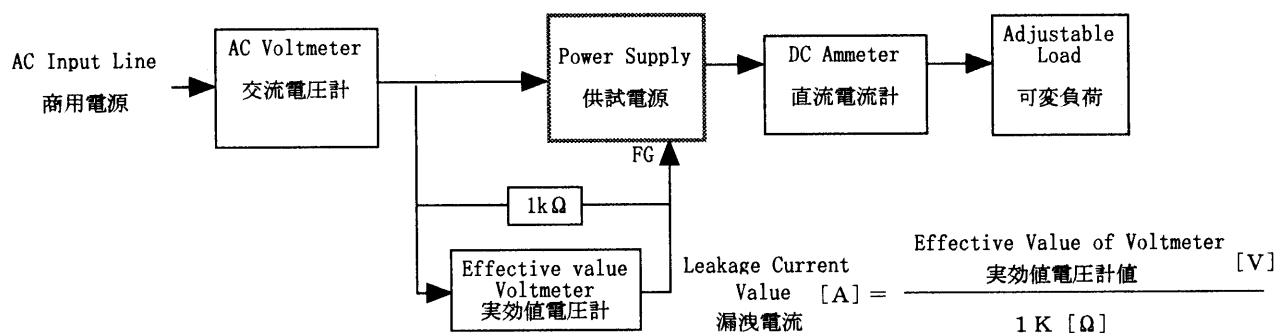 AC Input Line
商用電源
AC Voltmeter
交流電圧計
Power Supply
供試電源
DC Ammeter
直流電流計
Adjustable
Load
可変負荷
FG
1kΩ
Effective value
Voltmeter
実効値電圧計
Leakage Current
Value [A] =
漏洩電流
Effective Value of Voltmeter
実効値電圧計値 [V]
1K [Ω]